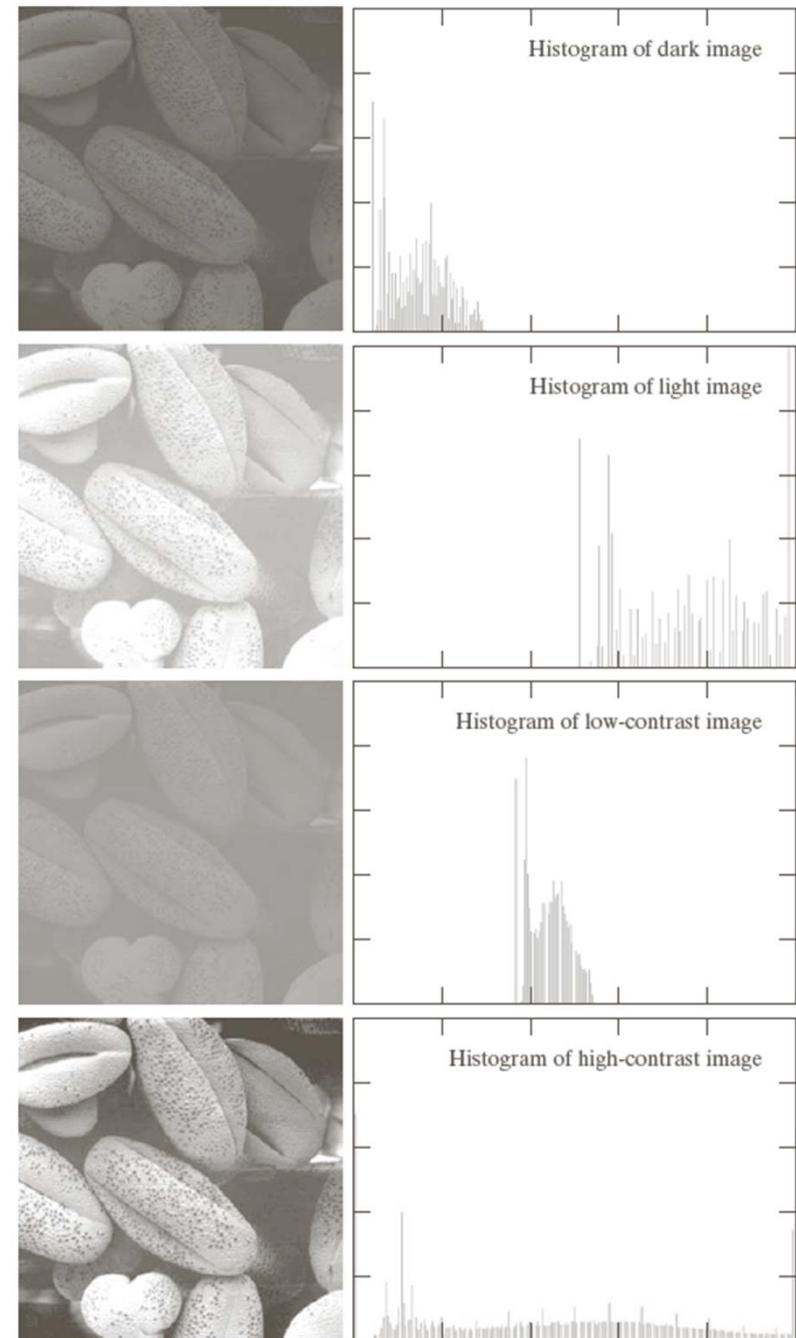 Histogram of dark image
Histogram of light image
Histogram of low-contrast image
Histogram of high-contrast image